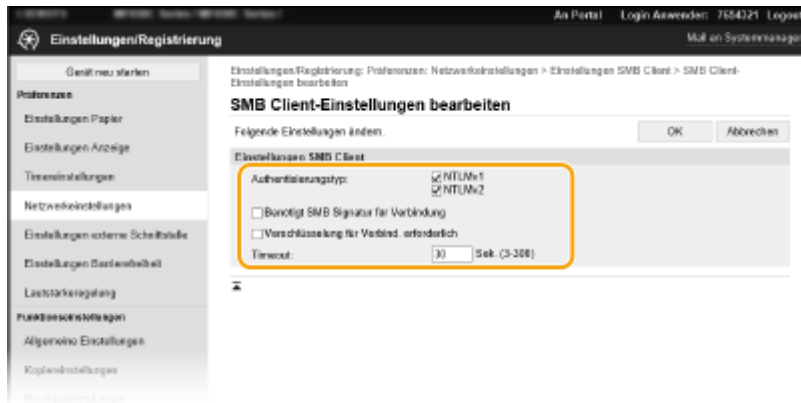 An Portal Login Anwender: 7654321 Logout
Einstellungen/Registrierung
Mail an Systemmanager
Gerät neu starten
Präferenzen
Einstellungen Papier
Einstellungen Anzeige
Timereinstellungen
Netzwerkeinstellungen
Einstellungen externe Schnittstelle
Einstellungen Barrierefreiheit
Lautstärkeregelung
Funktionseinstellungen
Allgemeine Einstellungen
Kopiereinstellungen
Einstellungen/Registrierung: Präferenzen: Netzwerkeinstellungen > Einstellungen SMB Client > SMB Client-
Einstellungen bearbeiten
SMB Client-Einstellungen bearbeiten
Folgende Einstellungen ändern.
OK Abbrechen
Einstellungen SMB Client
Authentisierungstyp: NTLMv1
NTLMv2
Benötigt SMB Signatur für Verbindung
Verschlüsselung für Verbind. erforderlich
Timeout: 30 Sek. (3-300)